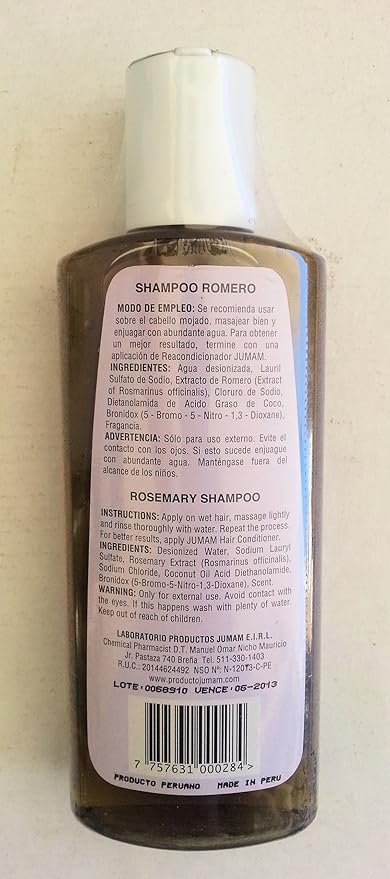 SHAMPOO ROMERO
MODO DE EMPLEO: Se recomienda usar
sobre el cabello mojado, masajear bien y
enjuagar con abundante agua. Para obtener
un mejor resultado, termine con una
aplicación de Reacondicionador JUMAM.
INGREDIENTES: Agua desionizada, Lauril
Sulfato de Sodio, Extracto de Romero (Extract
of Rosmarinus officinalis), Cloruro de Sodio,
Dietanolamida de Acido Graso de Coco,
Bronidox (5 - Bromo - 5 - Nitro - 1,3 - Dioxane),
Fragancia.
ADVERTENCIA: Sólo para uso externo. Evite el
contacto con los ojos. Si esto sucede enjuague
con abundante agua. Manténgase fuera del
alcance de los niños.
ROSEMARY SHAMPOO
INSTRUCTIONS: Apply on wet hair, massage lightly
and rinse thoroughly with water. Repeat the process.
For better results, apply JUMAM Hair Conditioner.
INGREDIENTS: Desionized Water, Sodium Lauryl
Sulfate, Rosemary Extract (Rosmarinus officinalis),
Sodium Chloride, Coconut Oil Acid Diethanolamide,
Bronidox (5-Bromo-5-Nitro-1,3-Dioxane), Scent.
WARNING: Only for external use. Avoid contact with
the eyes. If this happens wash with plenty of water.
Keep out of reach of children.
LABORATORIO PRODUCTOS JUMAM E.I.R.L.
Chemical Pharmacist D.T. Manuel Omar Nicho Mauricio
Jr. Pastaza 740 Breña Tel. 511-330-1403
R.U.C.: 20144624492 NSO Nº: N-12013-C-PE
www.productojumam.com
LOTE: 0068910 VENCE: 06-2013
7 757631 000284>
PRODUCTO PERUANO MADE IN PERU